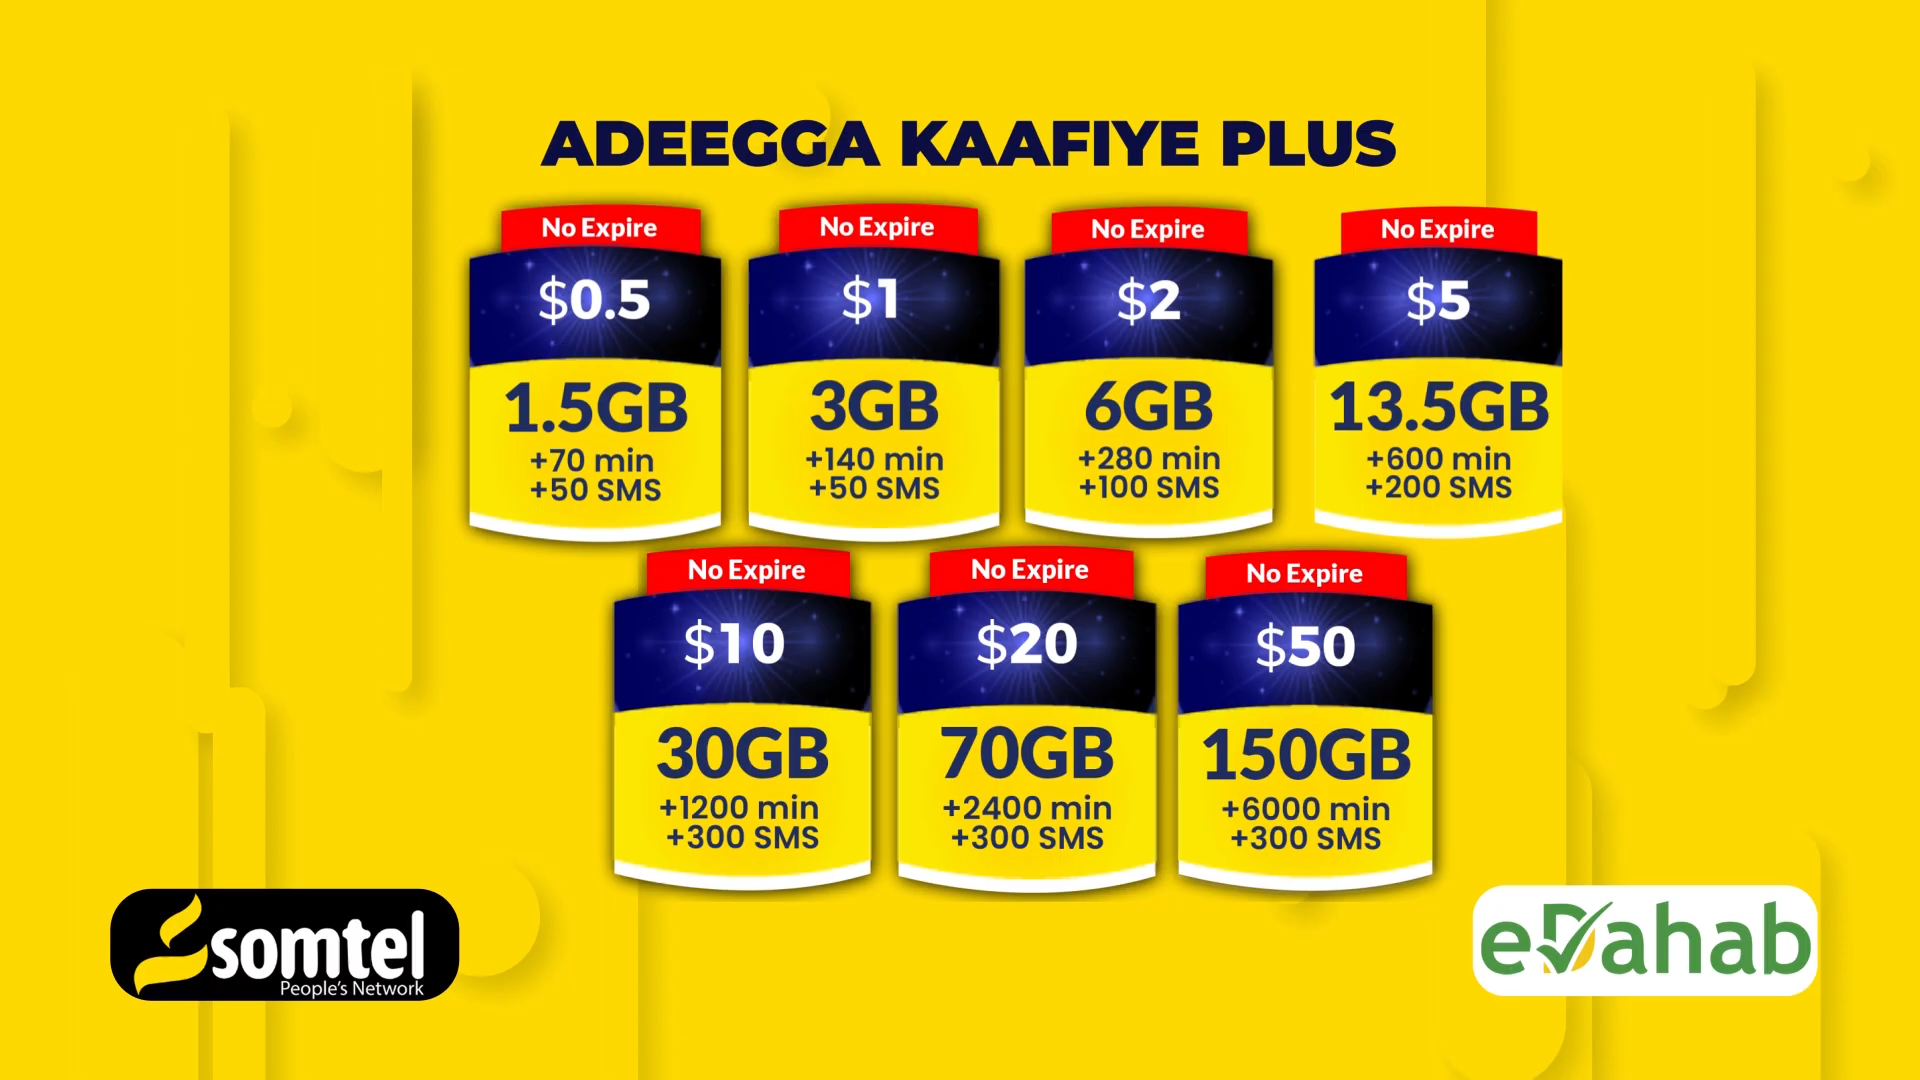 ADEEGGA KAAFIYE PLUS
No Expire
$0.5
1.5GB
+70 min
+50 SMS
No Expire
$1
3GB
+140 min
+50 SMS
No Expire
$2
6GB
+280 min
+100 SMS
No Expire
$5
13.5GB
+600 min
+200 SMS
No Expire
$10
30GB
+1200 min
+300 SMS
No Expire
$20
70GB
+2400 min
+300 SMS
No Expire
$50
150GB
+6000 min
+300 SMS
somtel
People's Network
eDahab